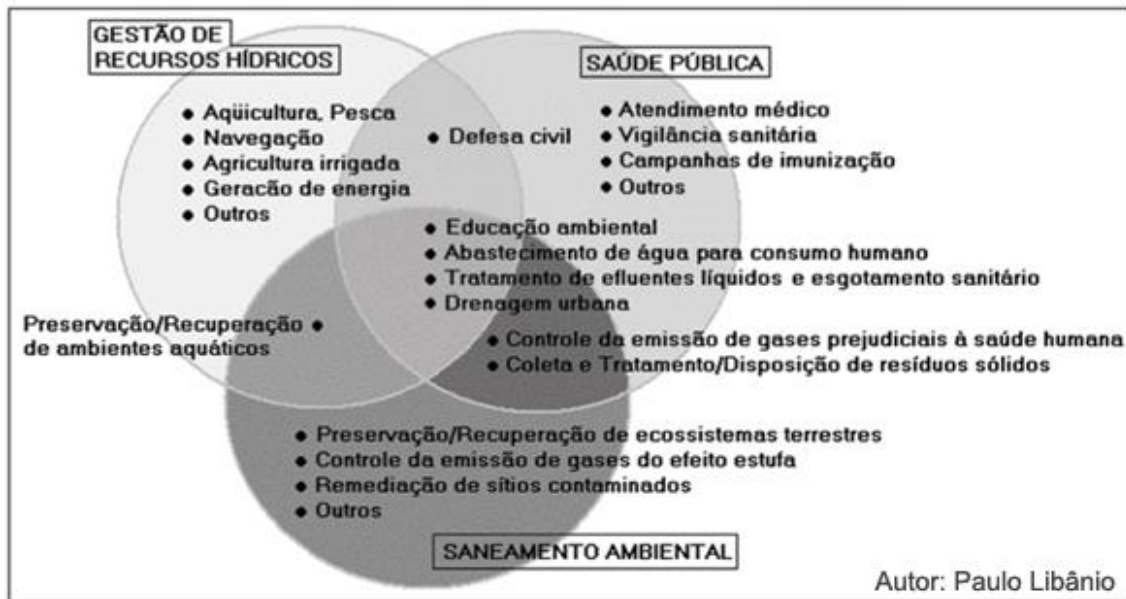 GESTÃO DE
RECURSOS HÍDRICOS
SAÚDE PÚBLICA
● Aqüicultura, Pesca
● Navegação
● Agricultura irrigada
● Geracão de energia
● Outros
● Defesa civil
● Atendimento médico
● Vigilância sanitária
● Campanhas de imunização
● Outros
● Educação ambiental
● Abastecimento de água para consumo humano
● Tratamento de efluentes líquidos e esgotamento sanitário
● Drenagem urbana
Preservação/Recuperação ●
de ambientes aquáticos
● Controle da emissão de gases prejudiciais à saúde humana
● Coleta e Tratamento/Disposição de resíduos sólidos
● Preservação/Recuperação de ecossistemas terrestres
● Controle da emissão de gases do efeito estufa
● Remediação de sítios contaminados
● Outros
SANEAMENTO AMBIENTAL
Autor: Paulo Libânio